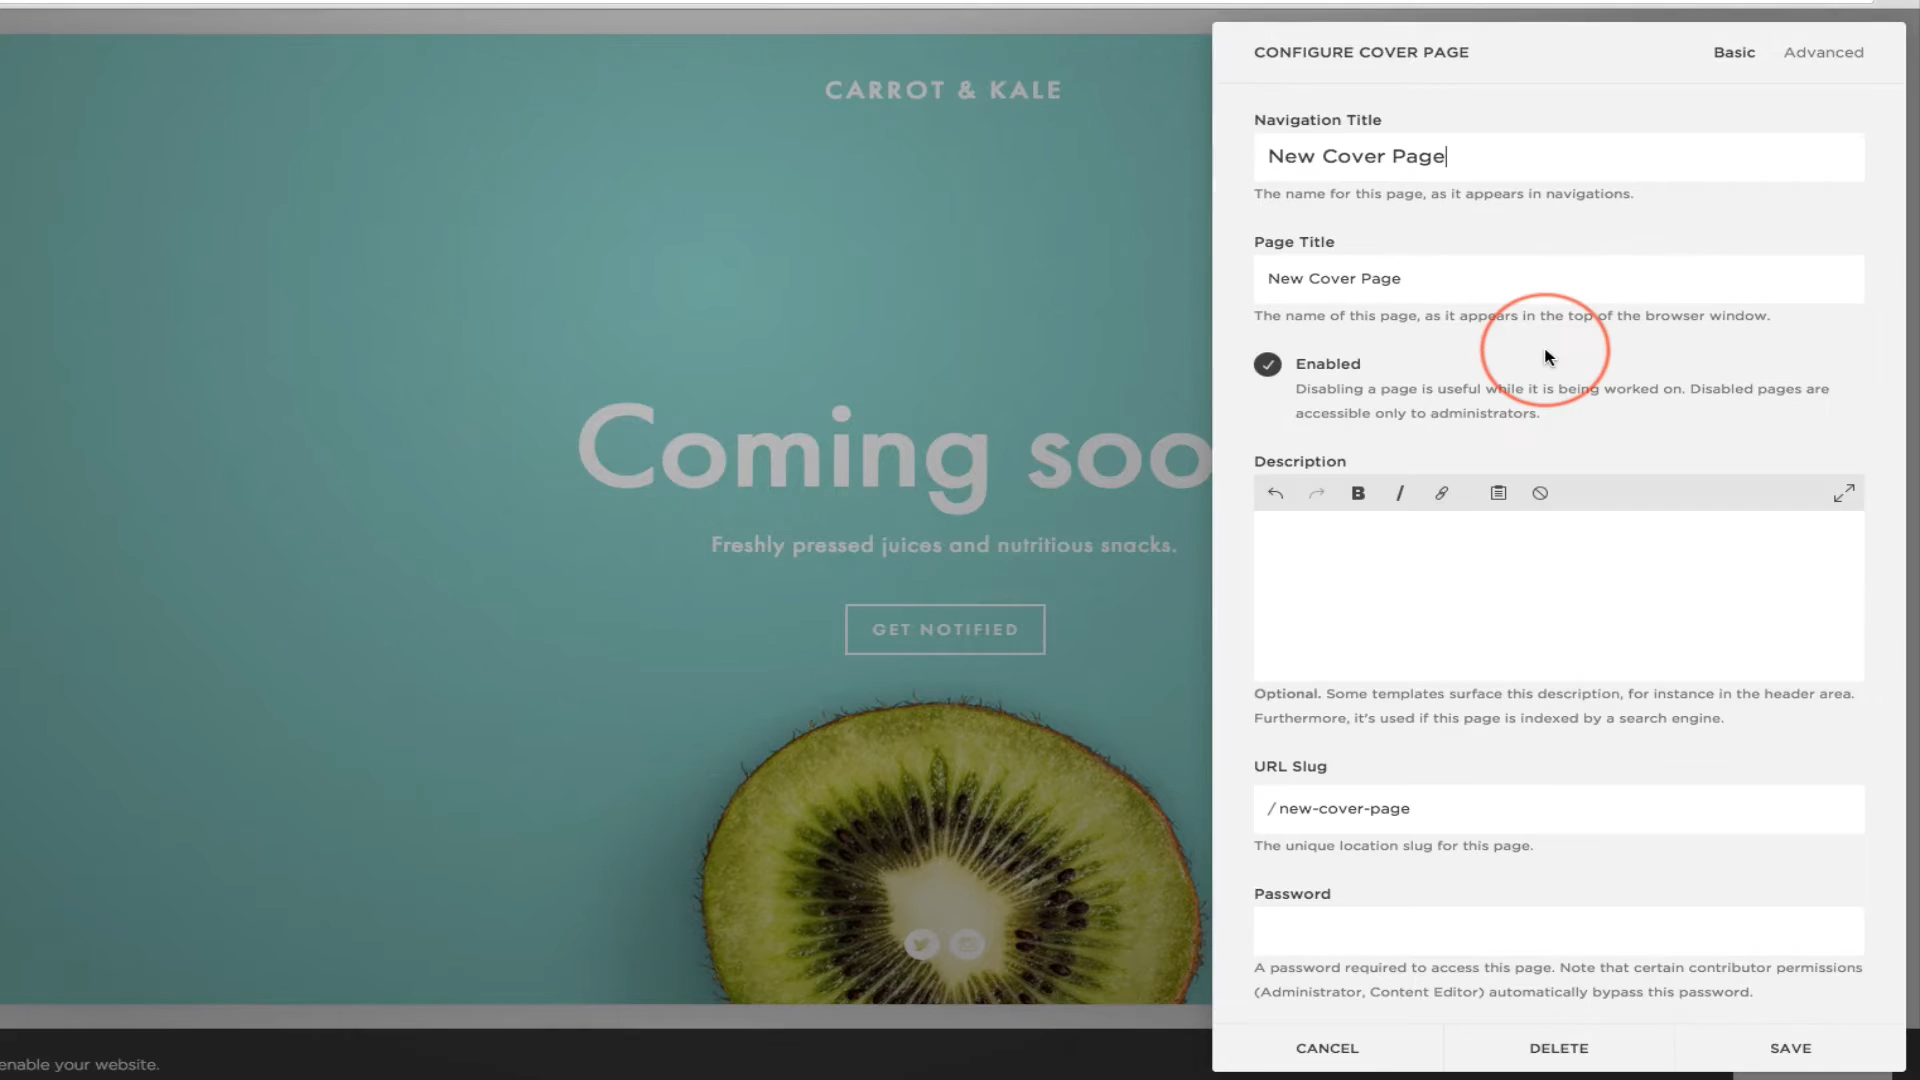 CARROT & KALE
Coming soo
Freshly pressed juices and nutritious snacks.
GET NOTIFIED
enable your website.
CONFIGURE COVER PAGE
Basic
Advanced
Navigation Title
New Cover Page
The name for this page, as it appears in navigations.
Page Title
New Cover Page
The name of this page, as it appears in the top of the browser window.
Enabled
Disabling a page is useful while it is being worked on. Disabled pages are
accessible only to administrators.
Description
B I
Optional. Some templates surface this description, for instance in the header area.
Furthermore, it's used if this page is indexed by a search engine.
URL Slug
/ new-cover-page
The unique location slug for this page.
Password
A password required to access this page. Note that certain contributor permissions
(Administrator, Content Editor) automatically bypass this password.
CANCEL
DELETE
SAVE